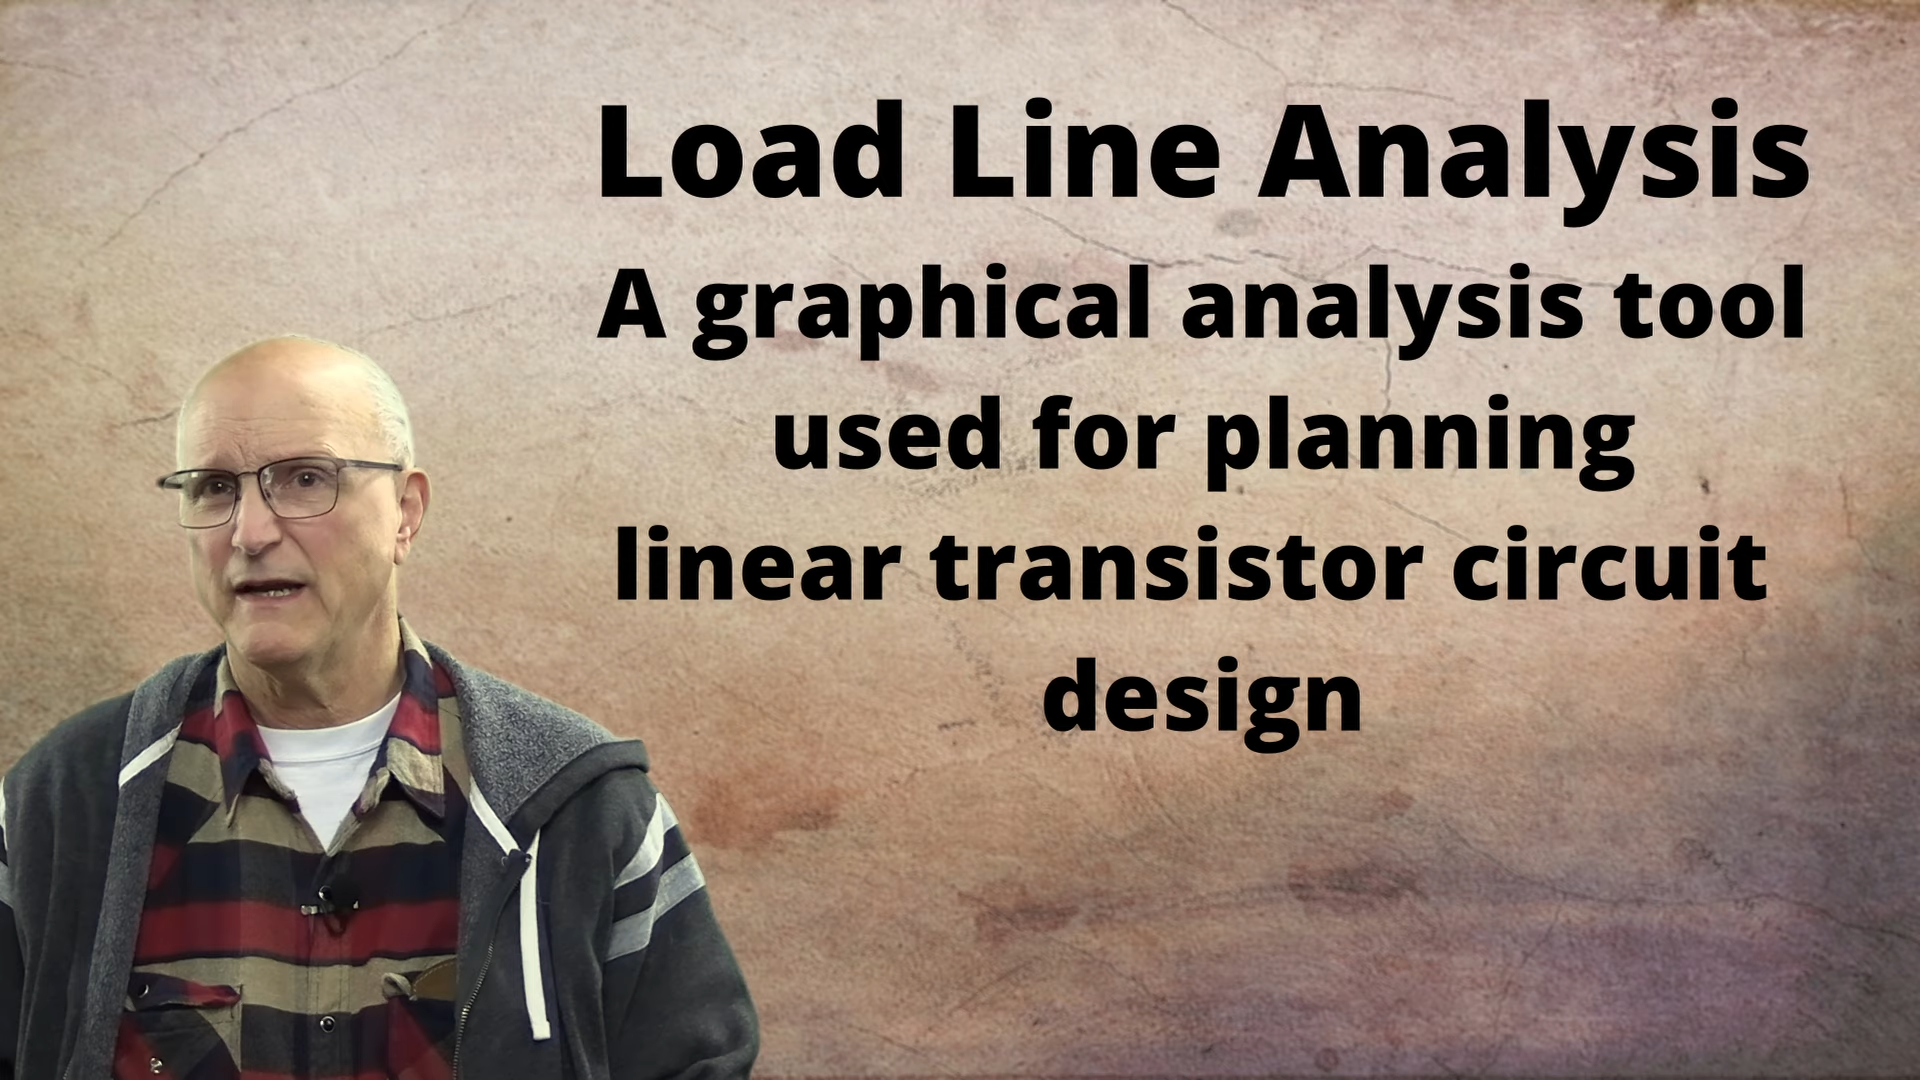 Load Line Analysis
A graphical analysis tool
used for planning
linear transistor circuit
design